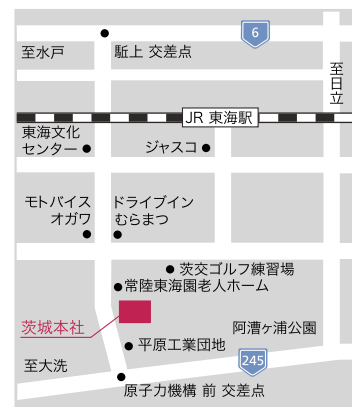 6
至水戸
駈上 交差点
至日立
JR 東海駅
東海文化
センター
ジャスコ
モトバイス
オガワ
ドライブイン
むらまつ
茨交ゴルフ練習場
常陸東海園老人ホーム
茨城本社
阿漕ヶ浦公園
平原工業団地
至大洗
245
原子力機構 前 交差点